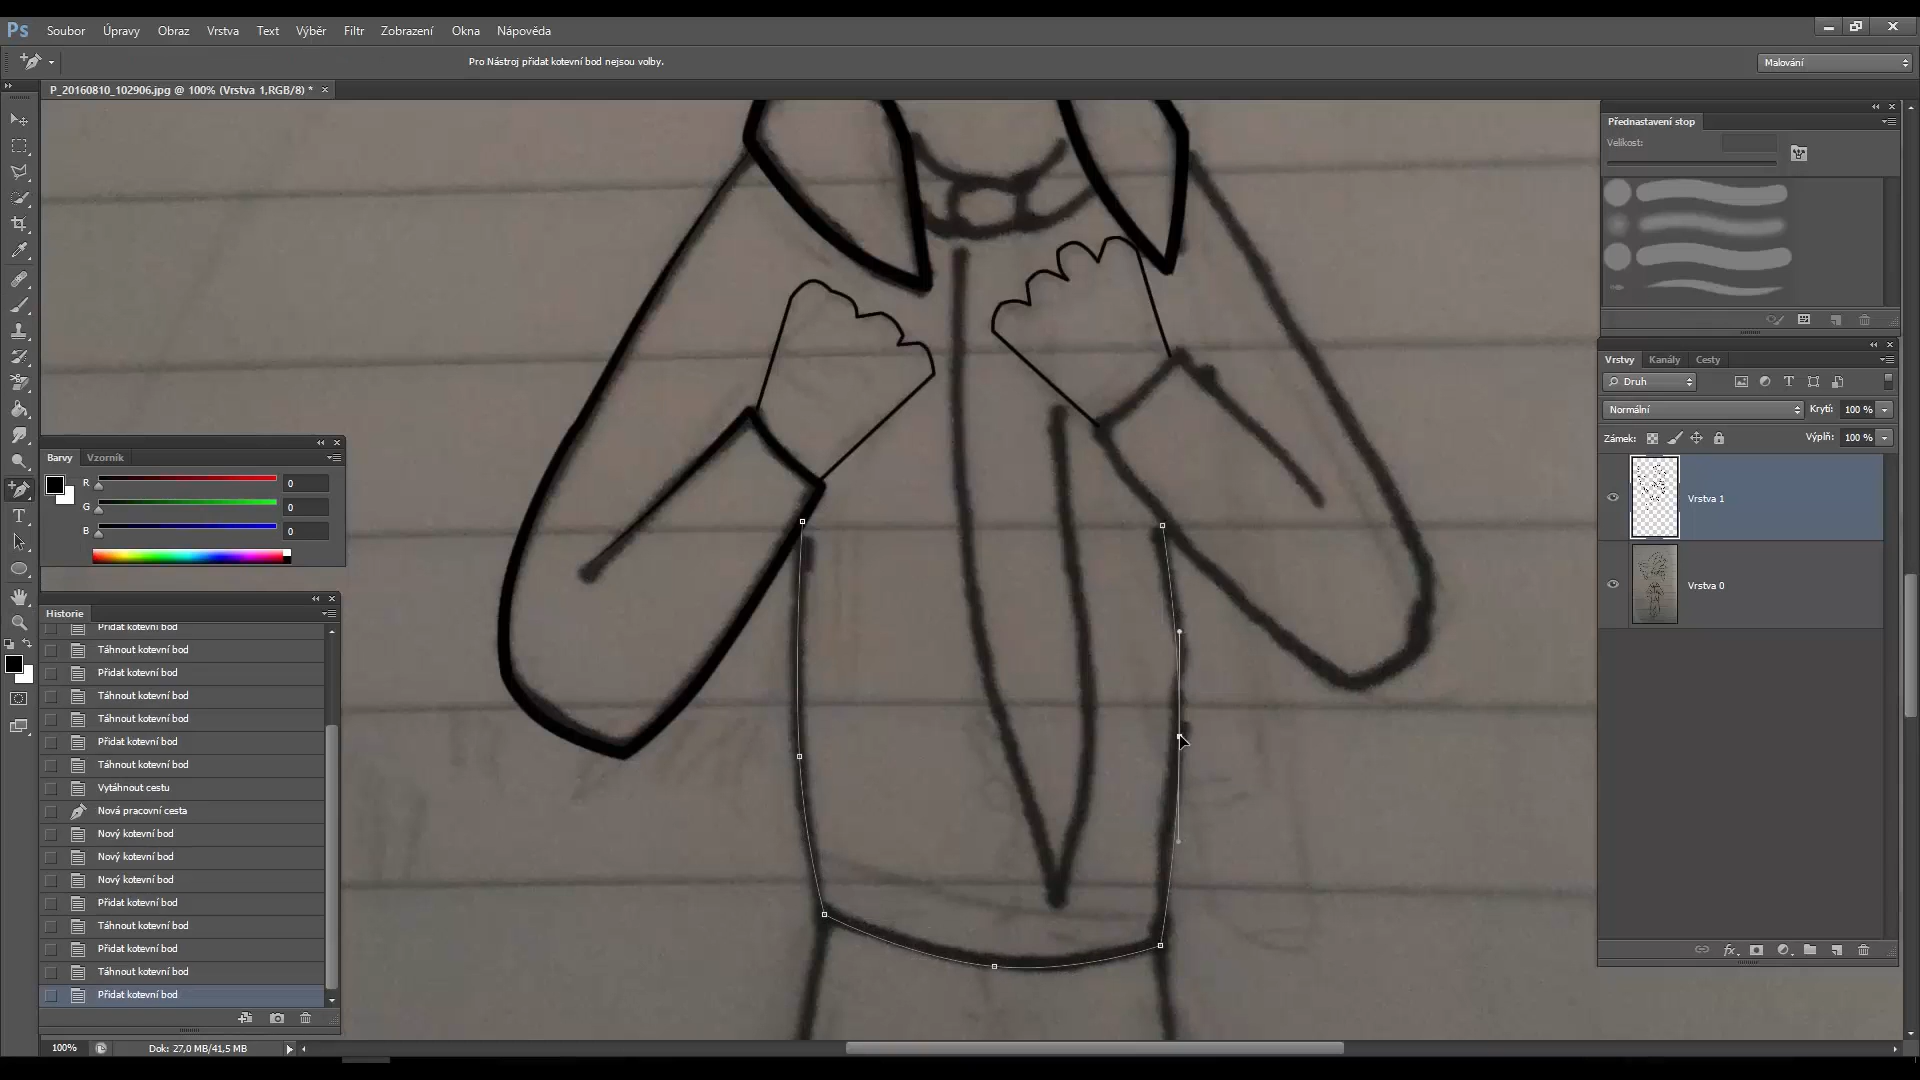 Ps Soubor Úpravy Obraz Vrstva Text Výběr Filtr Zobrazení Okna Nápověda
Pro Nástroj přidat kotevní bod nejsou volby.
Malování
P_20160810_102906.jpg @ 100% (Vrstva 1,RGB/8) *
Přednastavení stop
Velikost:
Vrstvy Kanály Cesty
Druh
Normální Krytí: 100 %
Zámek: Výplň: 100 %
Vrstva 1
Vrstva 0
Barvy Vzorník
R 0
G 0
B 0
Historie
Přidat kotevní bod
Táhnout kotevní bod
Přidat kotevní bod
Táhnout kotevní bod
Táhnout kotevní bod
Přidat kotevní bod
Táhnout kotevní bod
Vytáhnout cestu
Nová pracovní cesta
Nový kotevní bod
Nový kotevní bod
Nový kotevní bod
Přidat kotevní bod
Táhnout kotevní bod
Přidat kotevní bod
Táhnout kotevní bod
Přidat kotevní bod
100% Dok: 27,0 MB/41,5 MB